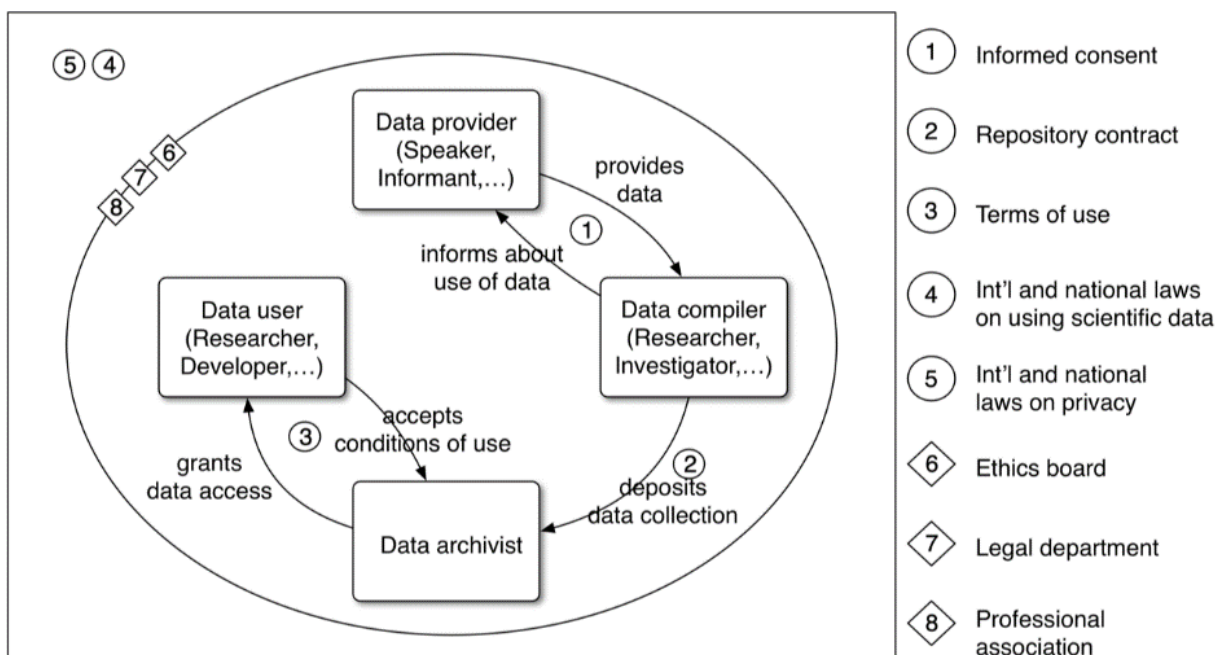 5 4
6
7
8
Data provider
(Speaker,
Informant,…)
provides
data
1
informs about
use of data
Data user
(Researcher,
Developer,…)
Data compiler
(Researcher,
Investigator,…)
accepts
conditions of use
3
grants
data access
2
deposits
data collection
Data archivist
1 Informed consent
2 Repository contract
3 Terms of use
4 Int'l and national laws
on using scientific data
5 Int'l and national
laws on privacy
6 Ethics board
7 Legal department
8 Professional
association